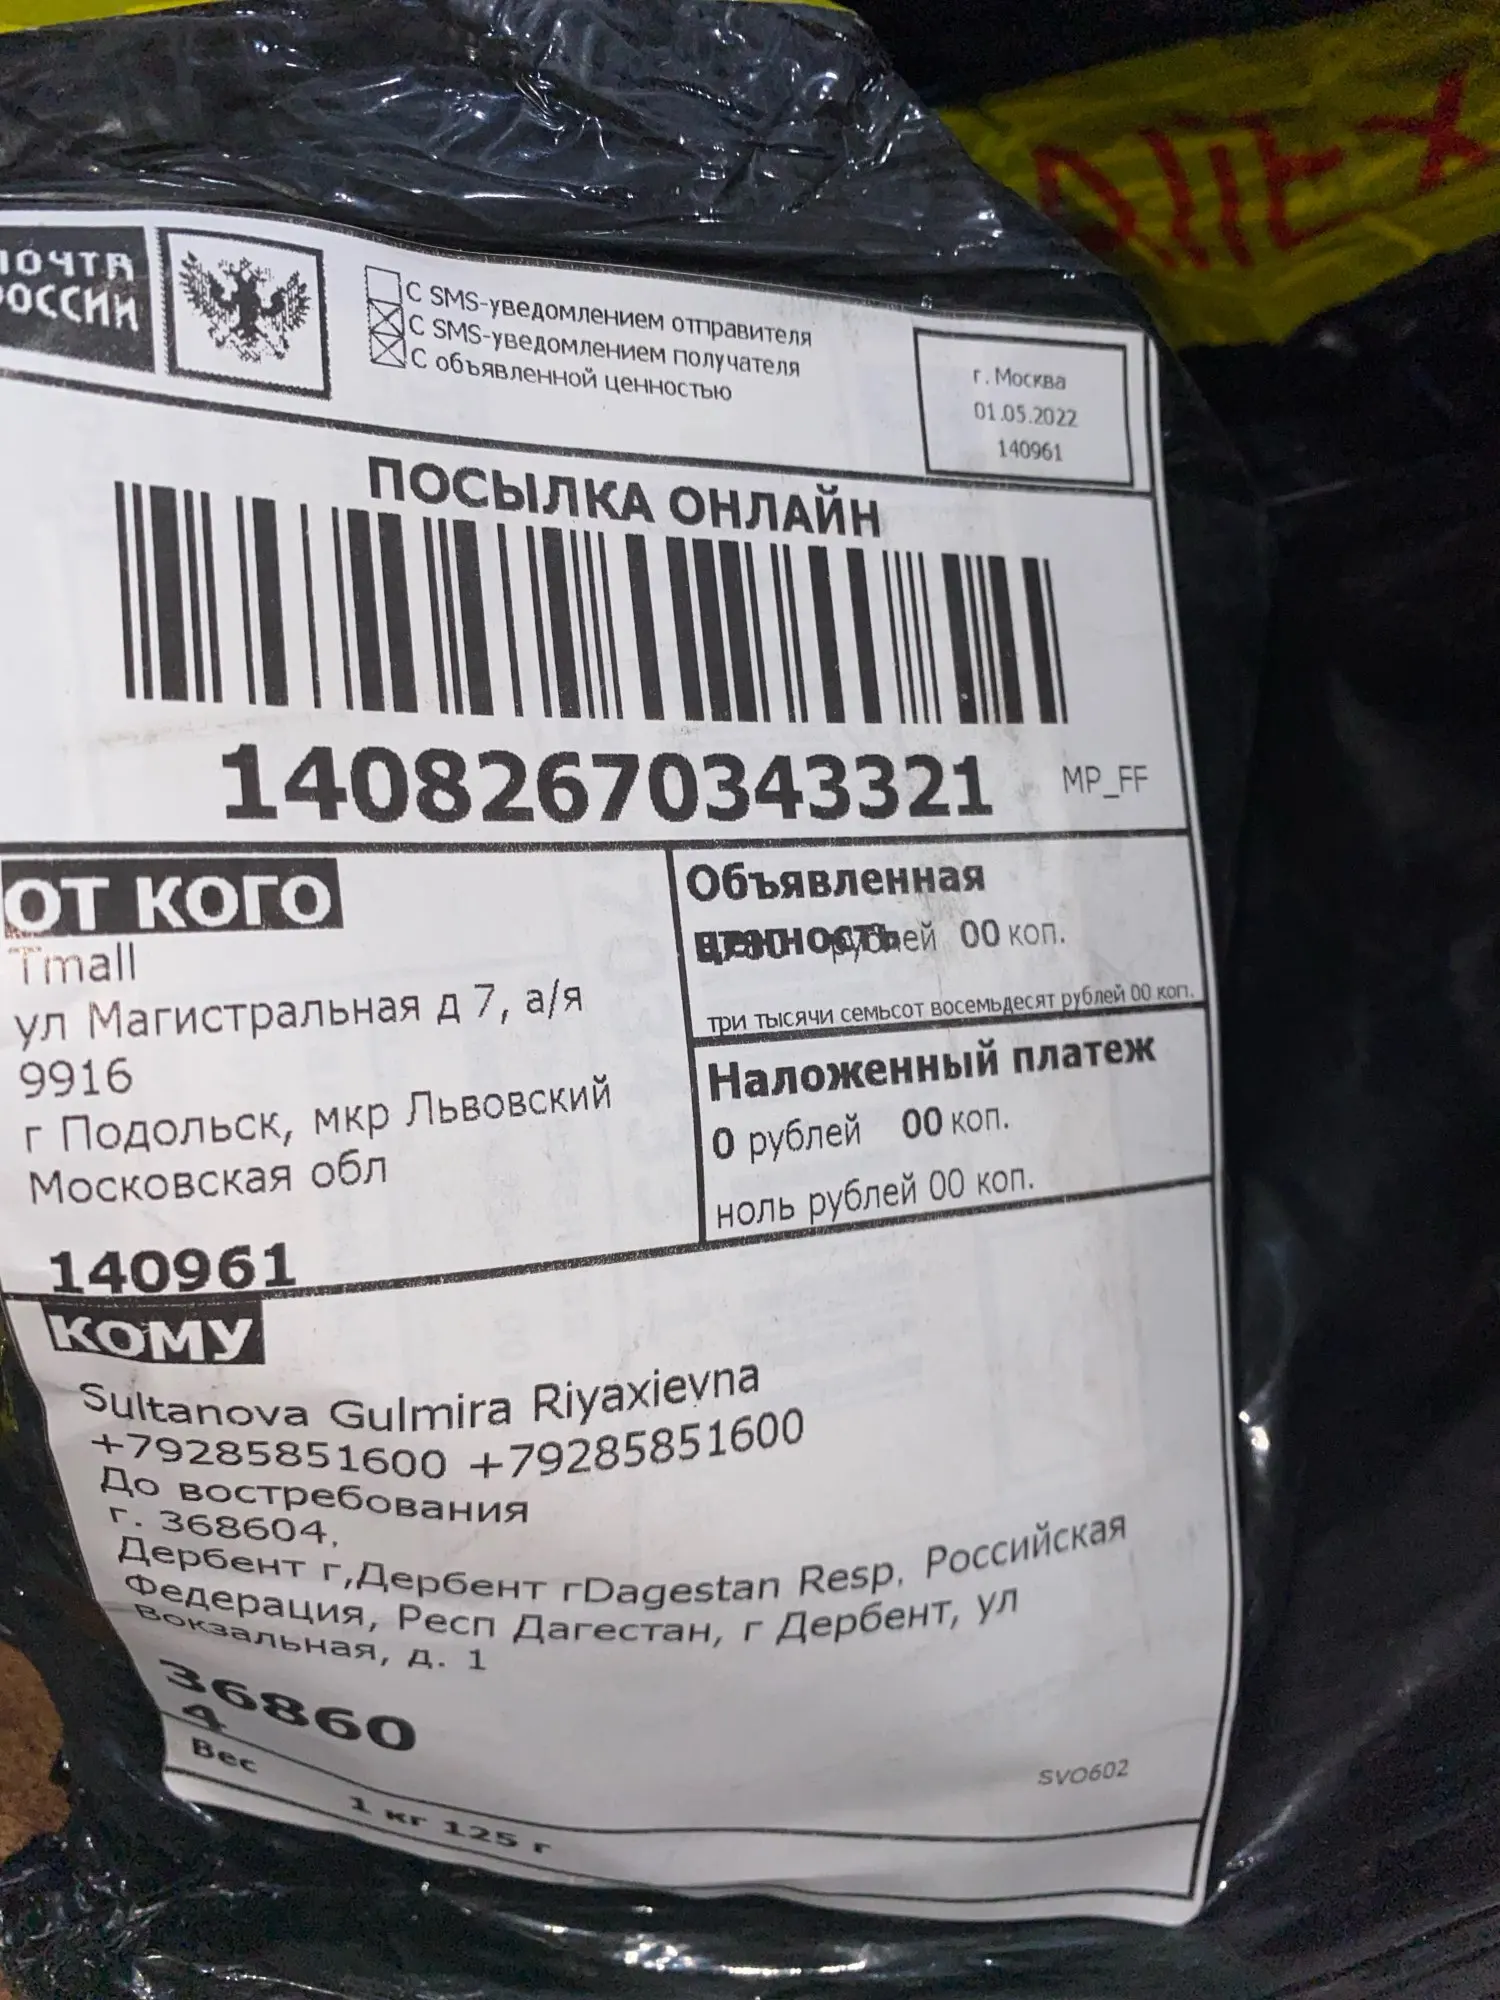 ПОЧТА
РОССИИ
С SMS-уведомлением отправителя
С SMS-уведомлением получателя
С объявленной ценностью
г. Москва
01.05.2022
140961
ПОСЫЛКА ОНЛАЙН
14082670343321
MP_FF
ОТ КОГО
Tmall
ул Магистральная д 7, а/я
9916
г Подольск, мкр Львовский
Московская обл
140961
Объявленная
ценность рублей 00 коп.
три тысячи семьсот восемьдесят рублей 00 коп.
Наложенный платеж
0 рублей 00 коп.
ноль рублей 00 коп.
КОМУ
Sultanova Gulmira Riyaxievna
+79285851600 +79285851600
До востребования
г. 368604,
Дербент г,Дербент гDagestan Resp, Российская
Федерация, Респ Дагестан, г Дербент, ул
Вокзальная, д. 1
36860
4
Вес
SVO602
1 кг 125 г